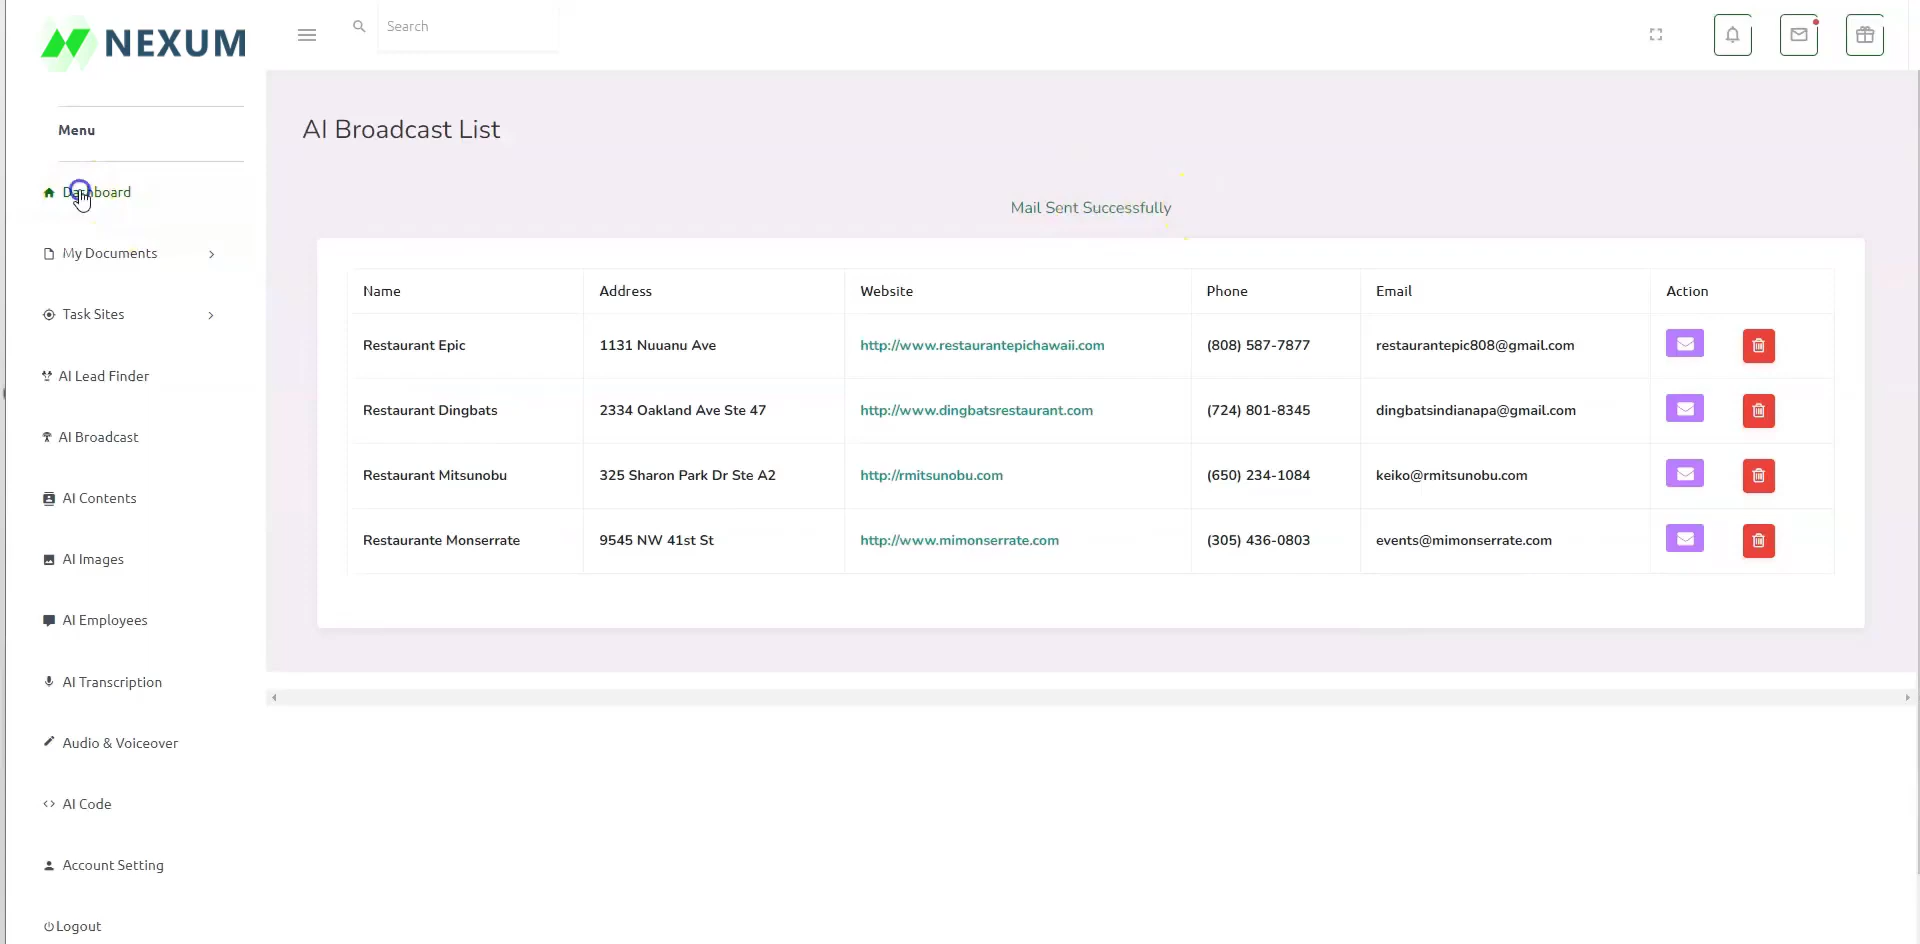 NEXUM
Search
Menu
AI Broadcast List
Dashboard
Mail Sent Successfully
My Documents
Task Sites
AI Lead Finder
AI Broadcast
AI Contents
AI Images
AI Employees
AI Transcription
Audio & Voiceover
AI Code
Account Setting
Logout
Name Address Website Phone Email Action
Restaurant Epic 1131 Nuuanu Ave http://www.restaurantepichawaii.com (808) 587-7877 restaurantepic808@gmail.com
Restaurant Dingbats 2334 Oakland Ave Ste 47 http://www.dingbatsrestaurant.com (724) 801-8345 dingbatsindianapa@gmail.com
Restaurant Mitsunobu 325 Sharon Park Dr Ste A2 http://rmitsunobu.com (650) 234-1084 keiko@rmitsunobu.com
Restaurante Monserrate 9545 NW 41st St http://www.mimonserrate.com (305) 436-0803 events@mimonserrate.com